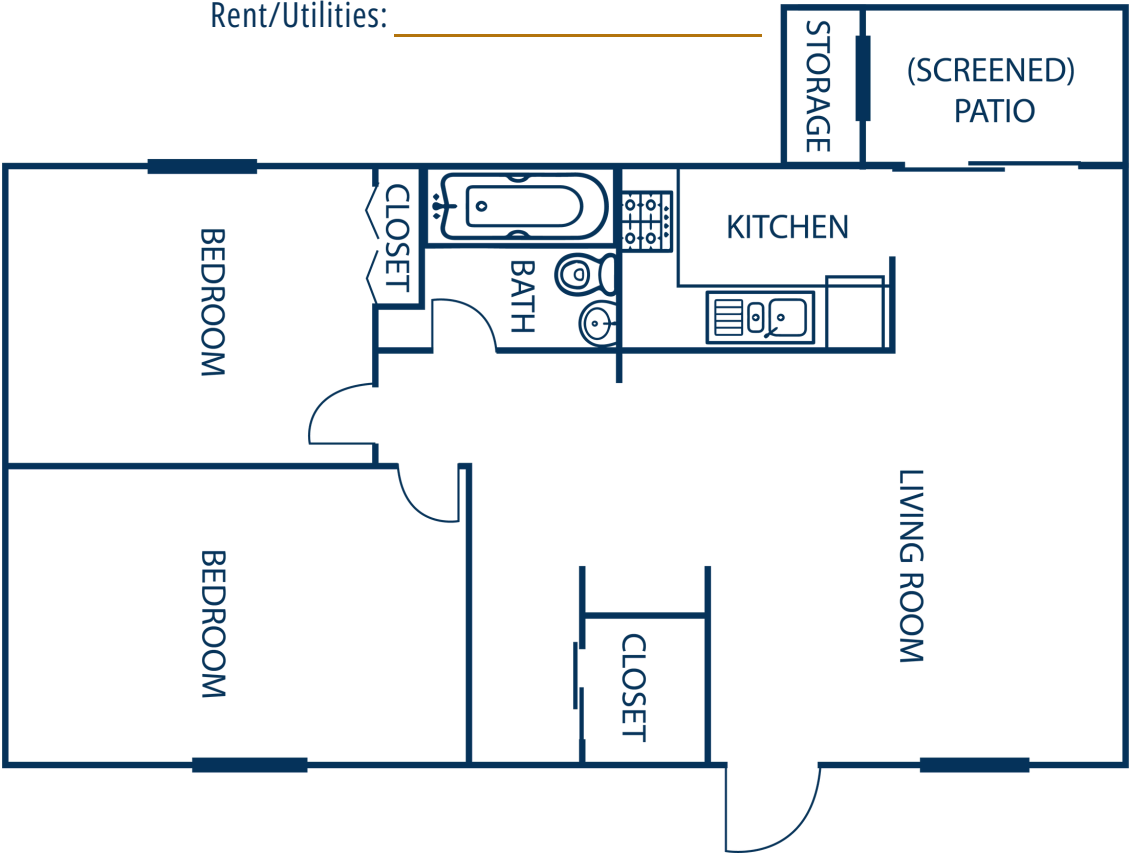 Rent/Utilities:
STORAGE
(SCREENED)
PATIO
CLOSET
KITCHEN
BEDROOM
BATH
LIVING ROOM
BEDROOM
CLOSET